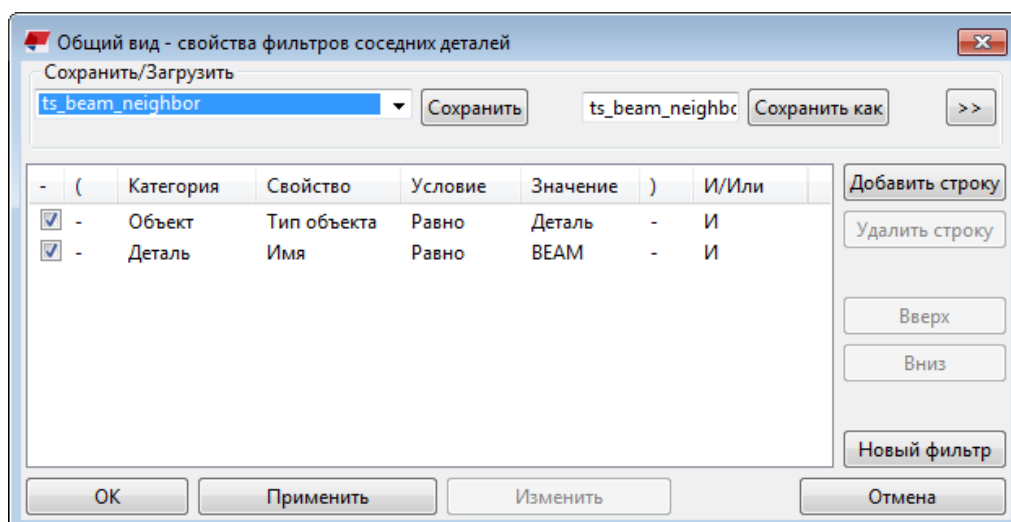 Общий вид - свойства фильтров соседних деталей
Сохранить/Загрузить
ts_beam_neighbor Сохранить ts_beam_neighbc Сохранить как >>
- ( Категория Свойство Условие Значение ) И/Или
- Объект Тип объекта Равно Деталь - И
- Деталь Имя Равно BEAM - И
Добавить строку
Удалить строку
Вверх
Вниз
Новый фильтр
OK Применить Изменить Отмена